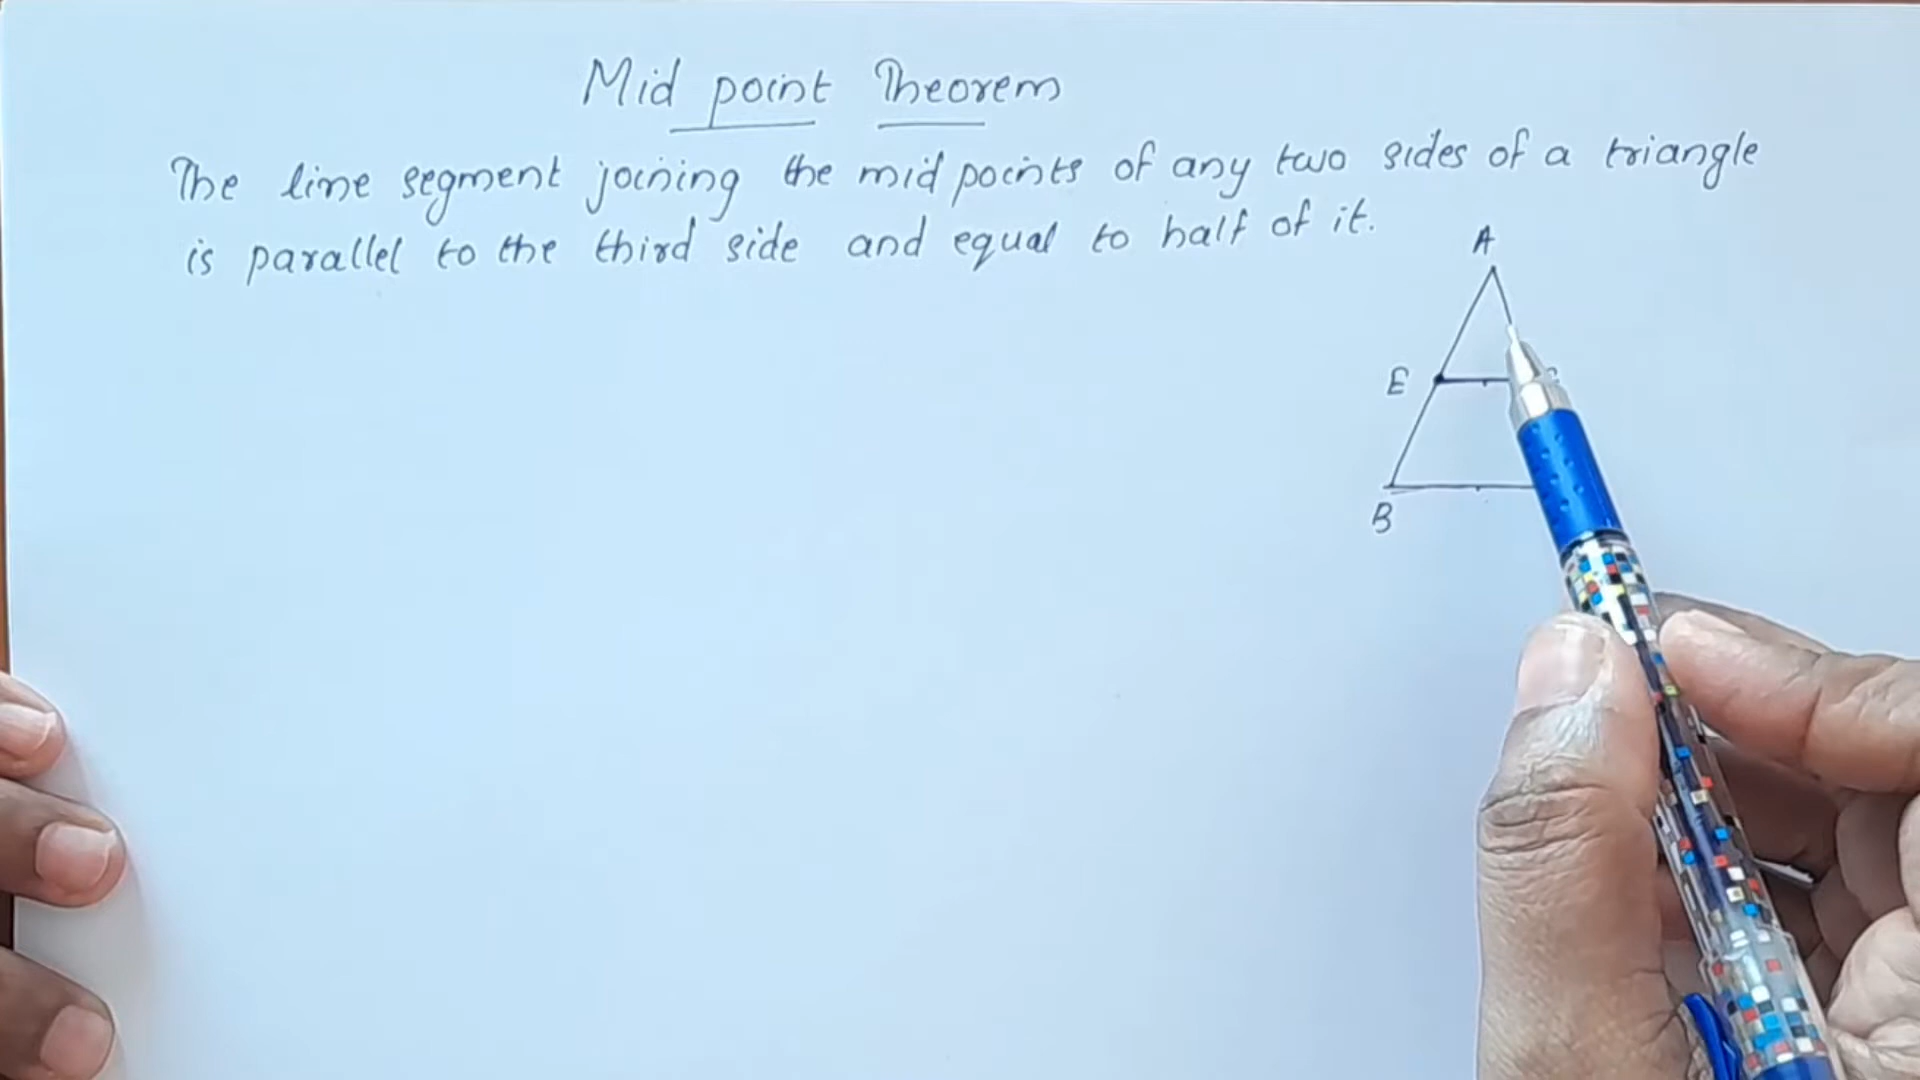 Mid point Theorem
The line segment joining the mid points of any two sides of a triangle
is parallel to the third side and equal to half of it.
A
E
B